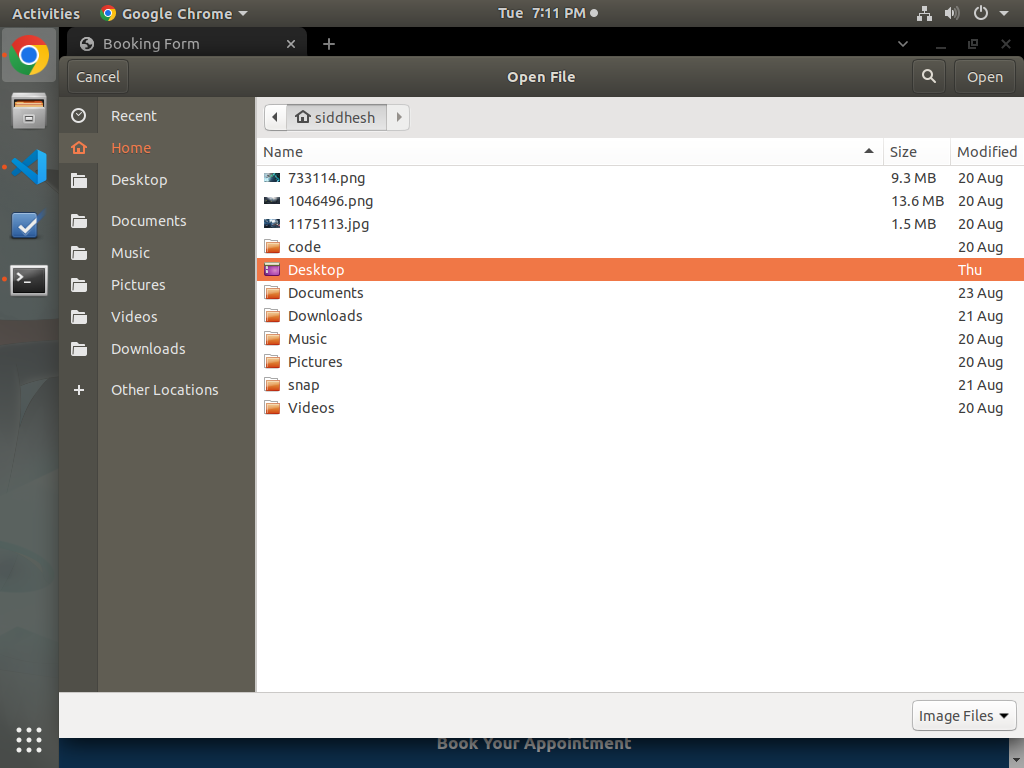 Activities Google Chrome Tue 7:11 PM
Booking Form
Cancel Open File Open
Recent
Home
Desktop
Documents
Music
Pictures
Videos
Downloads
Other Locations
siddhesh
Name Size Modified
733114.png 9.3 MB 20 Aug
1046496.png 13.6 MB 20 Aug
1175113.jpg 1.5 MB 20 Aug
code 20 Aug
Desktop Thu
Documents 23 Aug
Downloads 21 Aug
Music 20 Aug
Pictures 20 Aug
snap 21 Aug
Videos 20 Aug
Image Files
Book Your Appointment